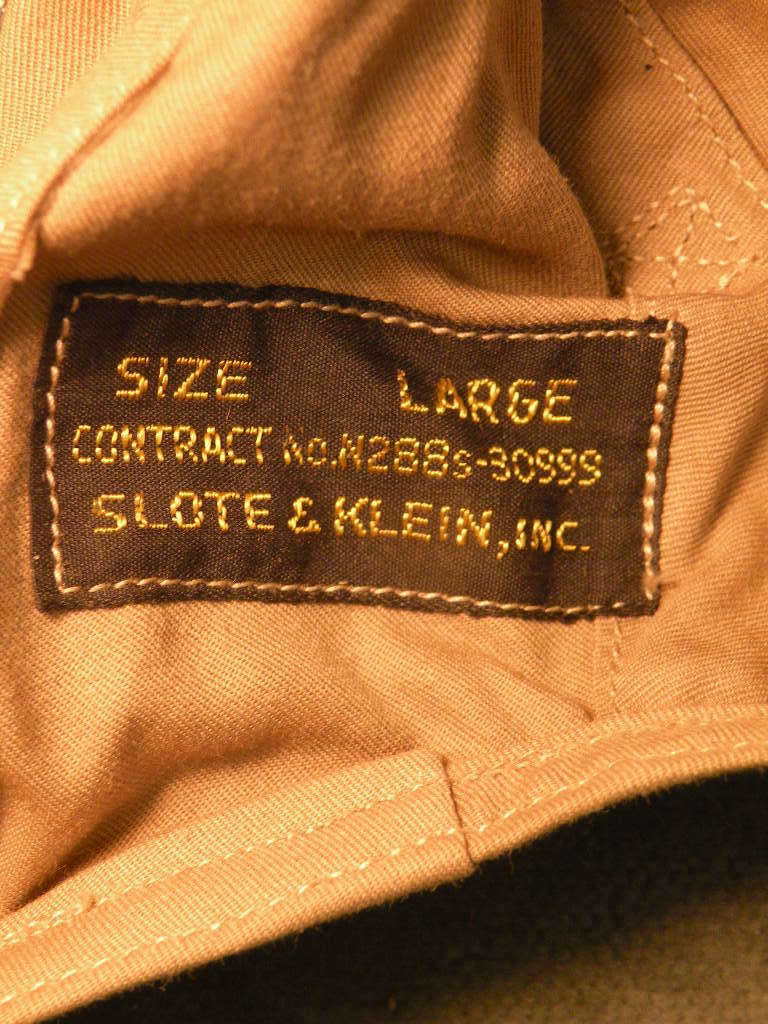 SIZE LARGE
CONTRACT No. N288s-30999
SLOTE & KLEIN, INC.